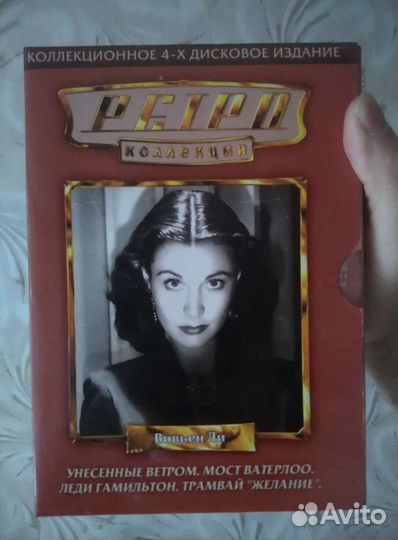 КОЛЛЕКЦИОННОЕ 4-Х ДИСКОВОЕ ИЗДАНИЕ
РЕТРО
КОЛЛЕКЦИЯ
Вивьен Ли
УНЕСЕННЫЕ ВЕТРОМ. МОСТ ВАТЕРЛОО.
ЛЕДИ ГАМИЛЬТОН. ТРАМВАЙ "ЖЕЛАНИЕ".
Avito